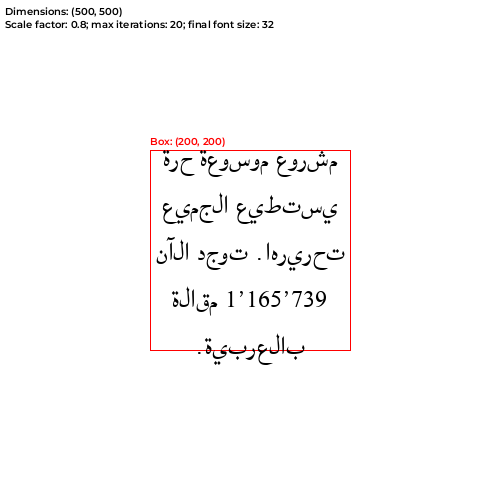 Dimensions: (500, 500)
Scale factor: 0.8; max iterations: 20; final font size: 32
Box: (200, 200)
مشروع موسوعة حرة
يستطيع الجميع
تحريرها. توجد الآن
1’165’739 مقالة
بالعربية.